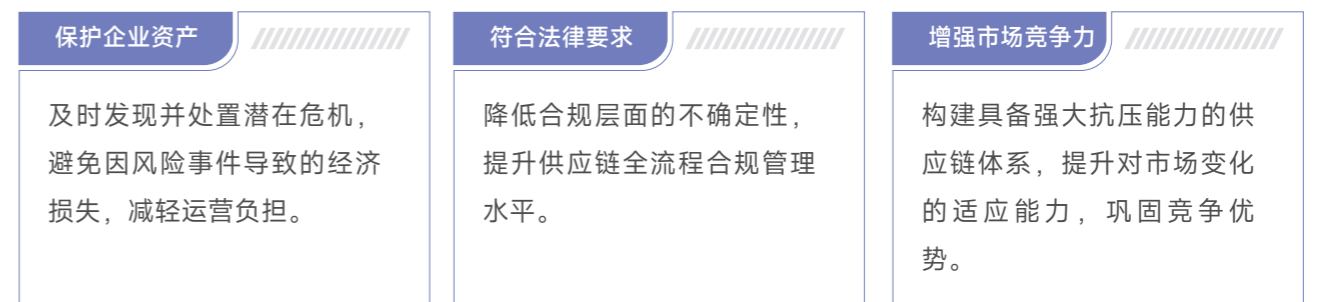 保护企业资产
及时发现并处置潜在危机，
避免因风险事件导致的经济
损失，减轻运营负担。
符合法律要求
降低合规层面的不确定性，
提升供应链全流程合规管理
水平。
增强市场竞争力
构建具备强大抗压能力的供
应链体系，提升对市场变化
的适应能力，巩固竞争优
势。